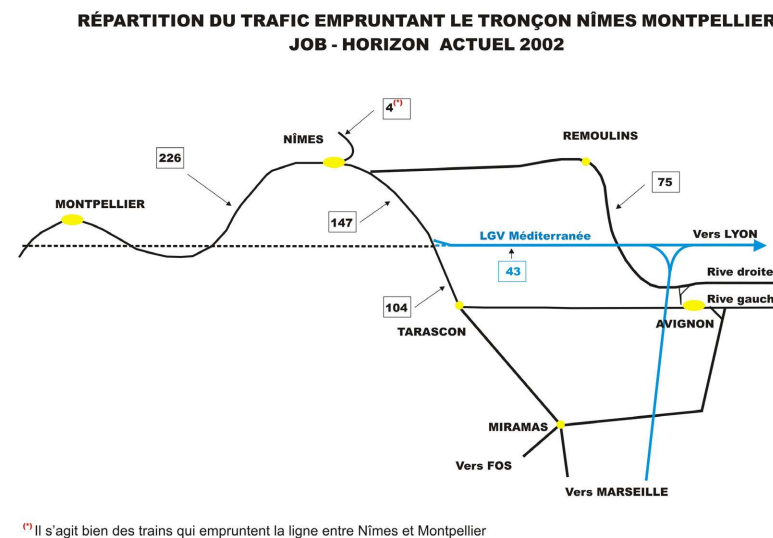 RÉPARTITION DU TRAFIC EMPRUNTANT LE TRONÇON NÎMES MONTPELLIER
JOB - HORIZON ACTUEL 2002
4(*)
NÎMES
REMOULINS
226
75
MONTPELLIER
147
LGV Méditerranée
Vers LYON
43
Rive droite
Rive gauch
104
TARASCON
AVIGNON
MIRAMAS
Vers FOS
Vers MARSEILLE
(*) Il s'agit bien des trains qui empruntent la ligne entre Nîmes et Montpellier